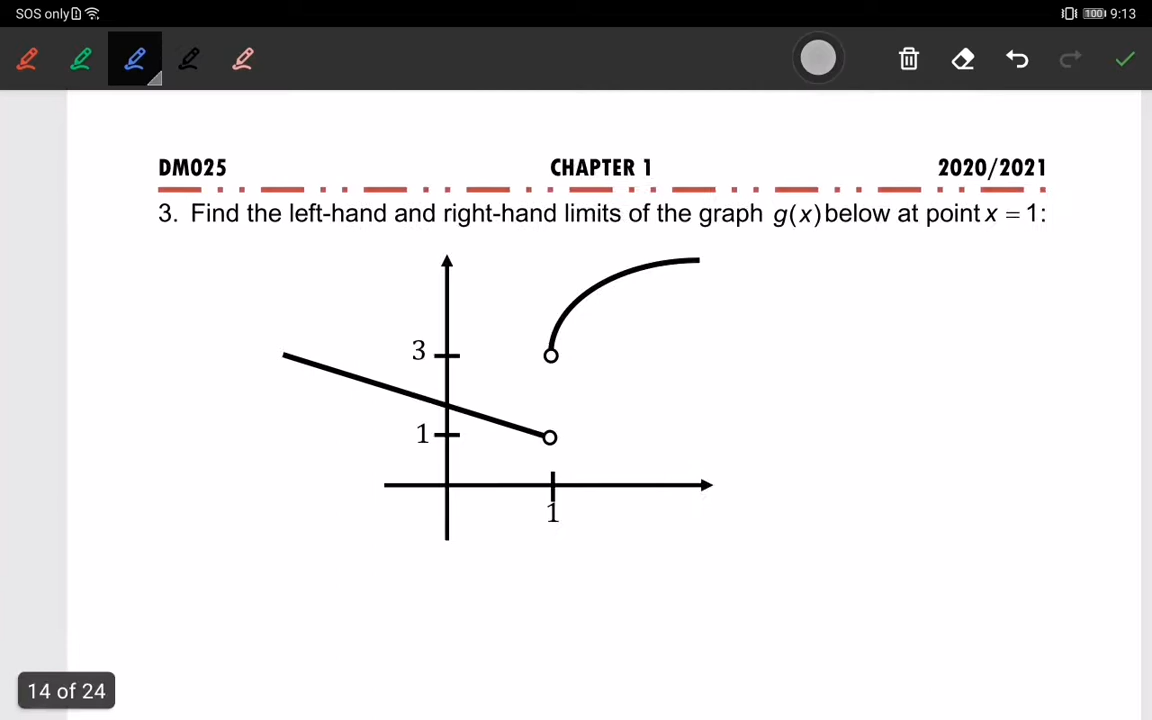 SOS only 100 9:13
DM025 CHAPTER 1 2020/2021
3. Find the left-hand and right-hand limits of the graph g(x) below at point x = 1:
3
1
1
14 of 24